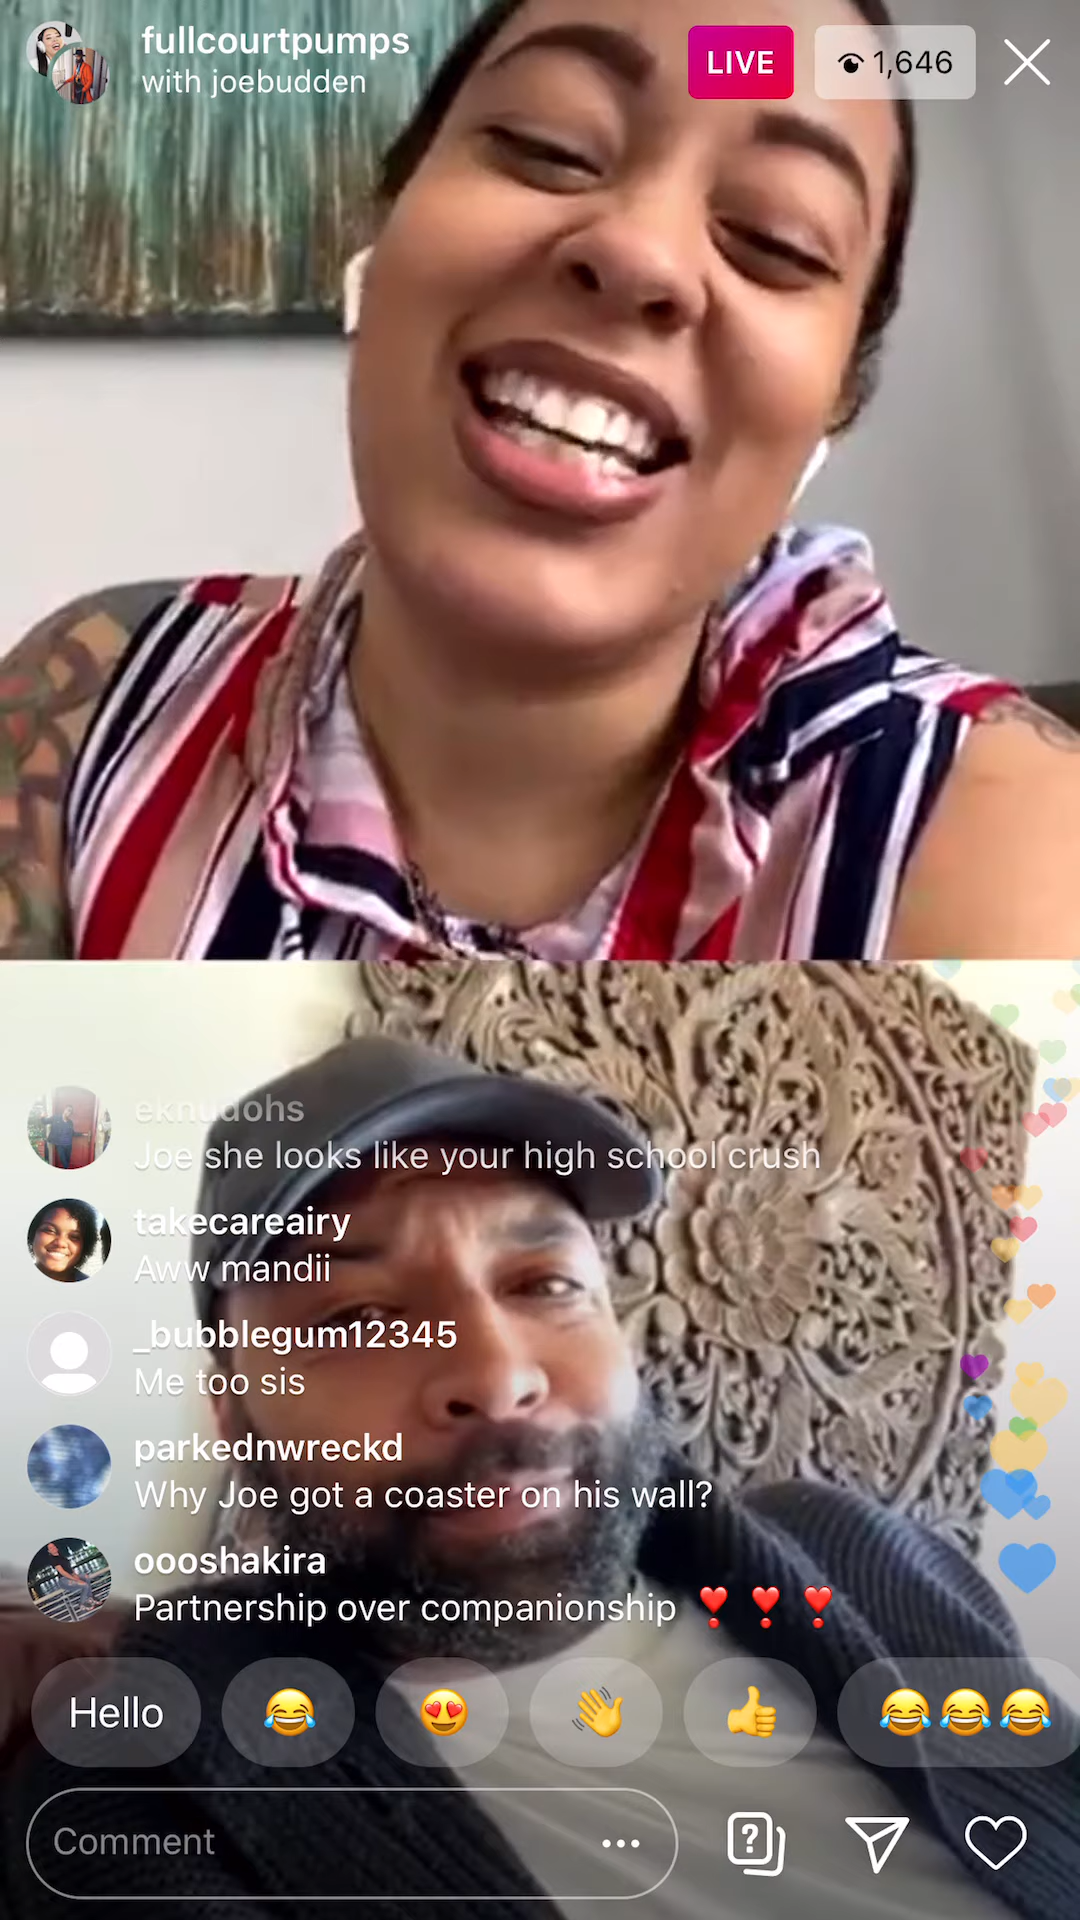 fullcourtpumps
with joebudden
LIVE
1,646
eknudohs
Joe she looks like your high school crush
takecareairy
Aww mandii
_bubblegum12345
Me too sis
parkednwreckd
Why Joe got a coaster on his wall?
oooshakira
Partnership over companionship ❣️ ❣️ ❣️
Hello 😂 😍 👋 👍 😂😂😂
Comment